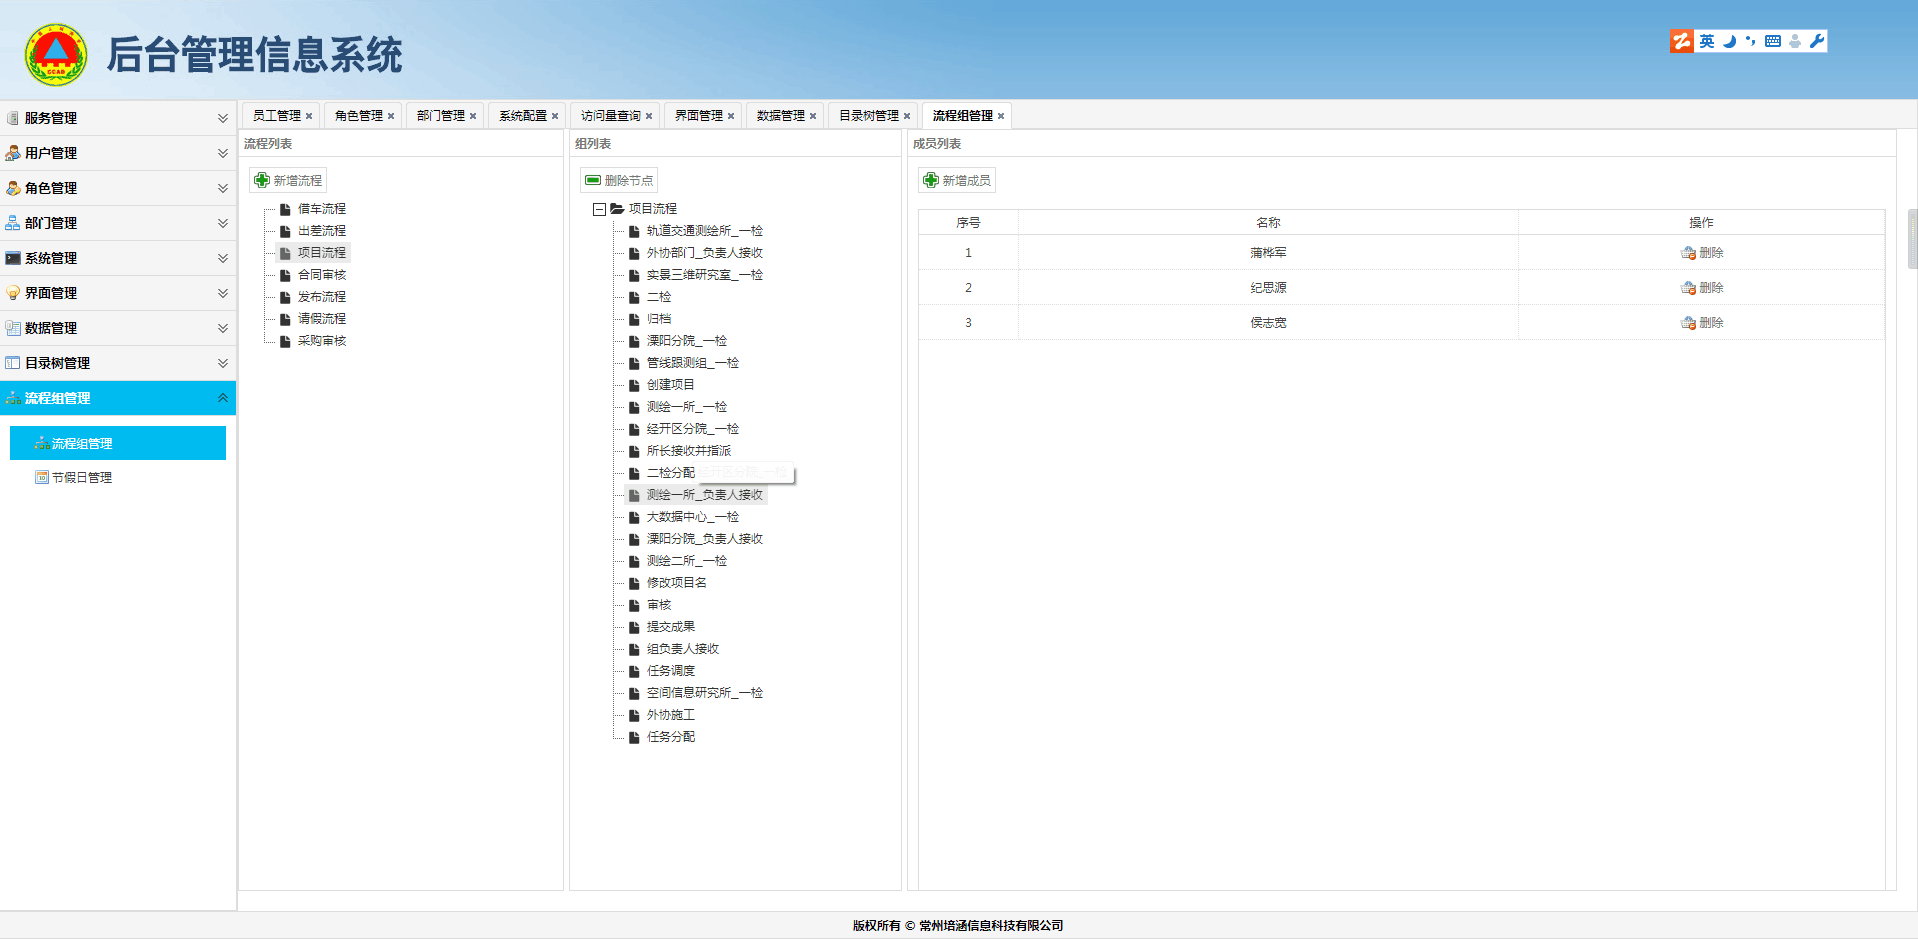 后台管理信息系统
英
服务管理
用户管理
角色管理
部门管理
系统管理
界面管理
数据管理
目录树管理
流程组管理
流程组管理
节假日管理
员工管理 角色管理 部门管理 系统配置 访问量查询 界面管理 数据管理 目录树管理 流程组管理
流程列表
新增流程
借车流程
出差流程
项目流程
合同审核
发布流程
请假流程
采购审核
组列表
删除节点
项目流程
轨道交通测绘所_一检
外协部门_负责人接收
实景三维研究室_一检
二检
归档
溧阳分院_一检
管线跟测组_一检
创建项目
测绘一所_一检
经开区分院_一检
所长接收并指派
二检分配
测绘一所_负责人接收
大数据中心_一检
溧阳分院_负责人接收
测绘二所_一检
修改项目名
审核
提交成果
组负责人接收
任务调度
空间信息研究所_一检
外协施工
任务分配
成员列表
新增成员
序号 名称 操作
1 蒲桦军 删除
2 纪思源 删除
3 侯志宽 删除
版权所有 © 常州培涵信息科技有限公司